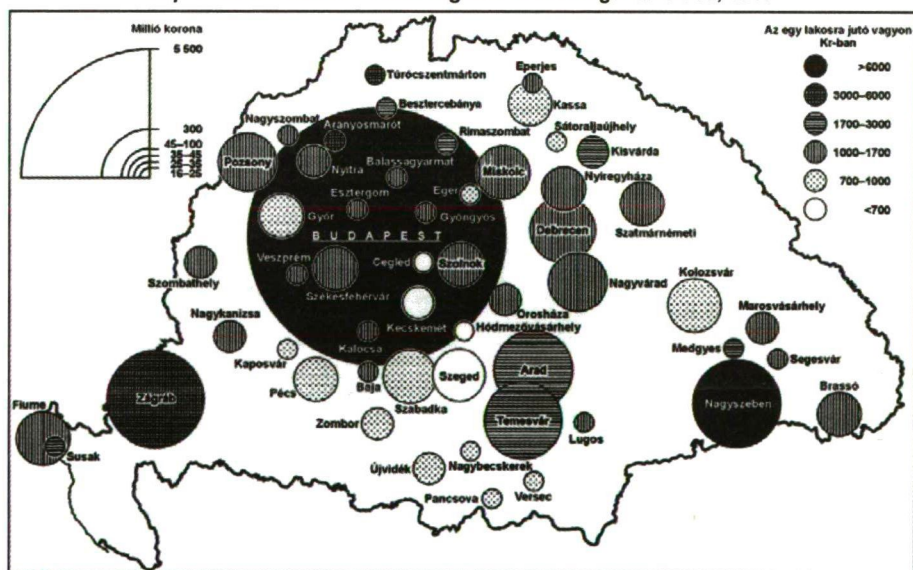 Millió korona
5 500
300
45–100
Az egy lakosra jutó vagyon
Kr-ban
>6000
3000–6000
1700–3000
1000–1700
700–1000
<700
Túrócszentmárton
Eperjes
Besztercebánya
Kassa
Nagyszombat
Aranyosmarót
Rimaszombat
Sátoraljaújhely
Kisvárda
Pozsony
Nyitra
Balassagyarmat
Miskolc
Nyíregyháza
Esztergom
Eger
Győr
Gyöngyös
Szatmárnémeti
BUDAPEST
Debrecen
Veszprém
Cegléd
Szolnok
Szombathely
Székesfehérvár
Nagyvárad
Kolozsvár
Nagykanizsa
Kecskemét
Orosháza
Hódmezővásárhely
Marosvásárhely
Kalocsa
Medgyes
Segesvár
Kaposvár
Baja
Szeged
Arad
Pécs
Szabadka
Zágráb
Nagyszeben
Brassó
Fiume
Susak
Zombor
Temesvár
Lugos
Újvidék
Nagybecskerek
Versec
Pancsova